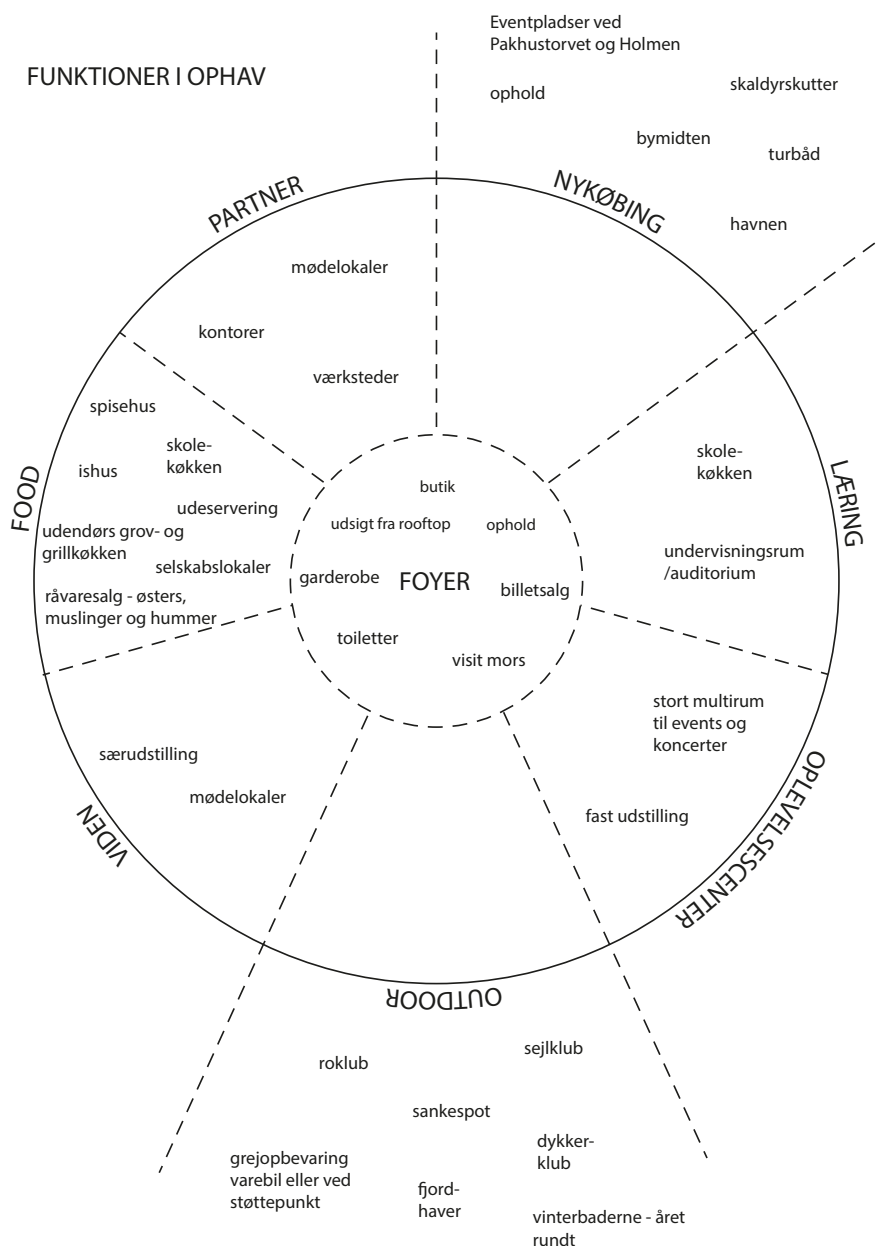 FUNKTIONER I OPHAV
Eventpladser ved
Pakhustorvet og Holmen
ophold
skaldyrskutter
bymidten
turbåd
havnen
NYKØBING
PARTNER
mødelokaler
kontorer
værksteder
FOOD
spisehus
skole-
køkken
ishus
udeservering
udendørs grov- og
grillkøkken
selskabslokaler
råvaresalg - østers,
muslinger og hummer
butik
udsigt fra rooftop
ophold
garderobe
FOYER
billetsalg
toiletter
visit mors
LÆRING
skole-
køkken
undervisningsrum
/auditorium
stort multirum
til events og
koncerter
fast udstilling
OPLEVELSESCENTER
særudstilling
mødelokaler
VIDEN
OUTDOOR
roklub
sejlklub
sankespot
dykker-
klub
grejopbevaring
varebil eller ved
støttepunkt
fjord-
haver
vinterbaderne - året
rundt